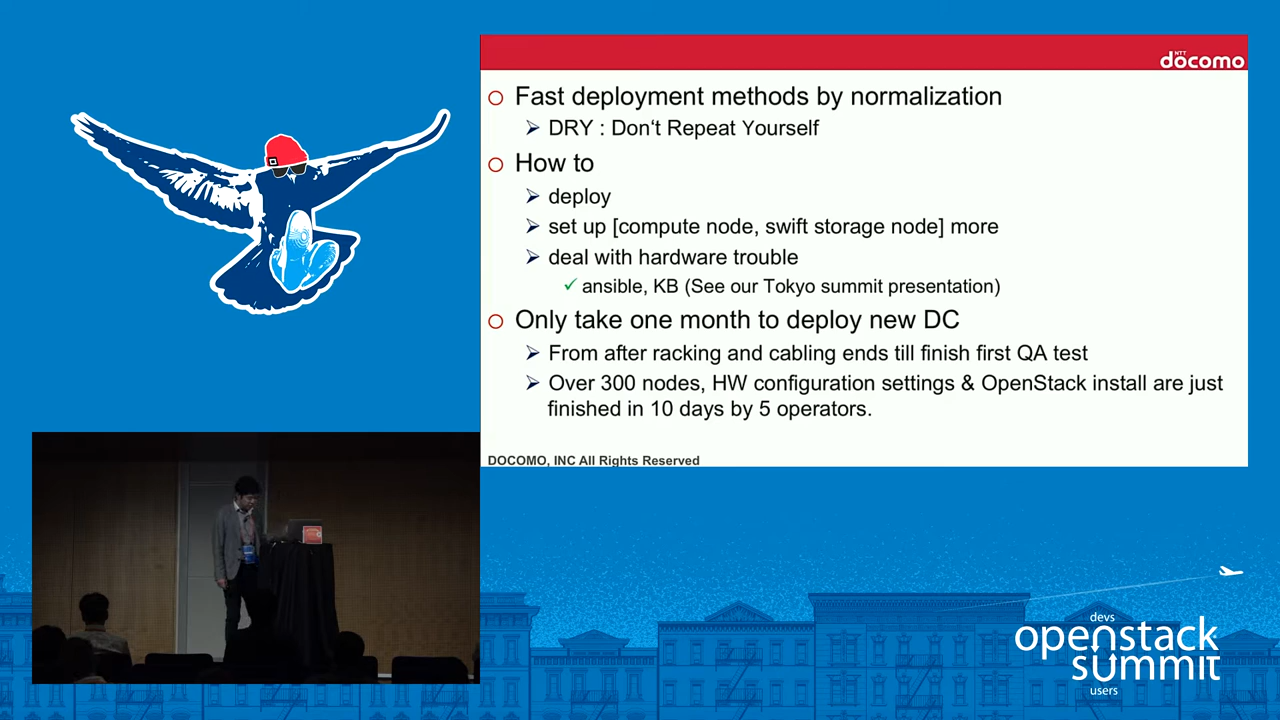 NTT
docomo
Fast deployment methods by normalization
DRY : Don‘t Repeat Yourself
How to
deploy
set up [compute node, swift storage node] more
deal with hardware trouble
ansible, KB (See our Tokyo summit presentation)
Only take one month to deploy new DC
From after racking and cabling ends till finish first QA test
Over 300 nodes, HW configuration settings & OpenStack install are just
finished in 10 days by 5 operators.
DOCOMO, INC All Rights Reserved
devs
openstack
summit
users